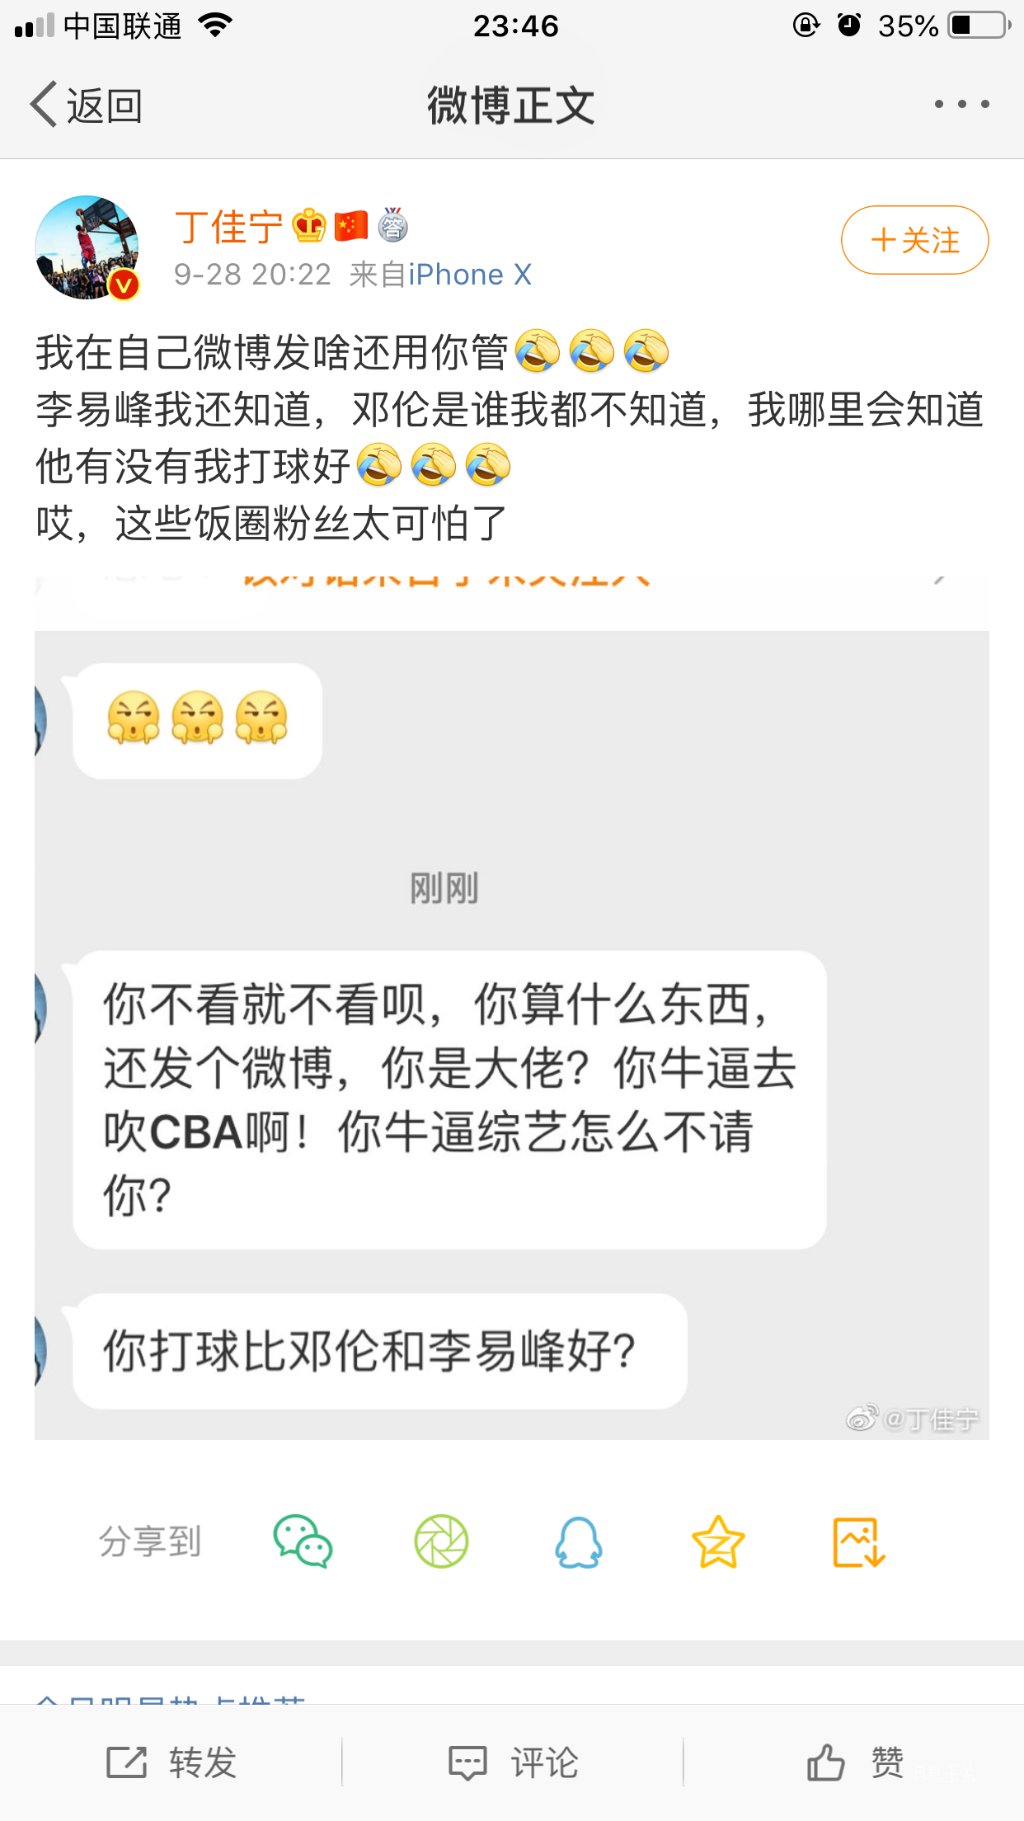 中国联通
23:46
35%
返回
微博正文
丁佳宁
答
9-28 20:22 来自iPhone X
关注
我在自己微博发啥还用你管
李易峰我还知道，邓伦是谁我都不知道，我哪里会知道
他有没有我打球好
哎，这些饭圈粉丝太可怕了
刚刚
你不看就不看呗，你算什么东西，
还发个微博，你是大佬？你牛逼去
吹CBA啊！你牛逼综艺怎么不请
你？
你打球比邓伦和李易峰好？
@丁佳宁
分享到
转发
评论
赞